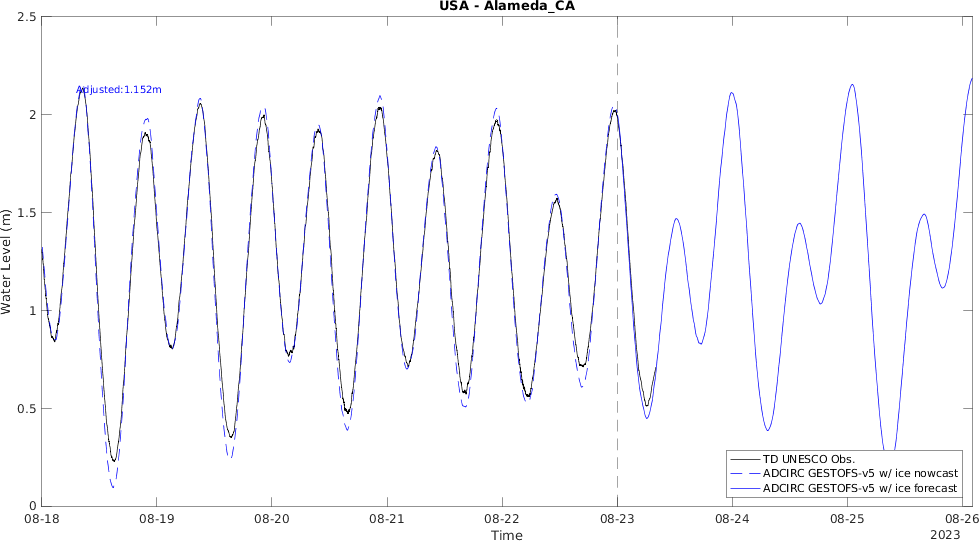 USA - Alameda_CA
2.5
Adjusted:1.152m
2
1.5
1
0.5
0
Water Level (m)
TD UNESCO Obs.
ADCIRC GESTOFS-v5 w/ ice nowcast
ADCIRC GESTOFS-v5 w/ ice forecast
08-18 08-19 08-20 08-21 08-22 08-23 08-24 08-25 08-26
Time 2023